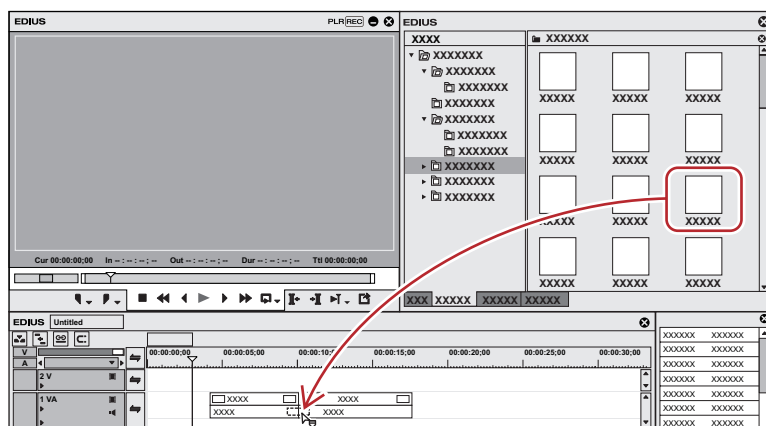 EDIUS PLR REC
Cur 00:00:00;00 In -- : -- : -- ; -- Out -- : -- : -- ; -- Dur -- : -- : -- ; -- Ttl 00:00:00;00
EDIUS
XXXX
XXXXXXX
XXXXXXX
XXXXXXX
XXXXXXX
XXXXXXX
XXXXXXX
XXXXXXX
XXXXXXX
XXXXXXX
XXXXXXX
XXXXXX
XXXXX XXXXX XXXXX
XXXXX XXXXX XXXXX
XXXXX XXXXX XXXXX
XXXXX XXXXX XXXXX
XXX XXXXX XXXXX XXXXX
EDIUS Untitled
V
A
00:00:00;00 00:00:05;00 00:00:10;00 00:00:15;00 00:00:20;00 00:00:25;00 00:00:30;00
2 V
1 VA
XXXX XXXX
XXXX XXXX
XXXXXX XXXXXX
XXXXXX XXXXXX
XXXXXX XXXXXX
XXXXXX XXXXXX
XXXXXX XXXXXX
XXXXXX XXXXXX
XXXXXX XXXXXX